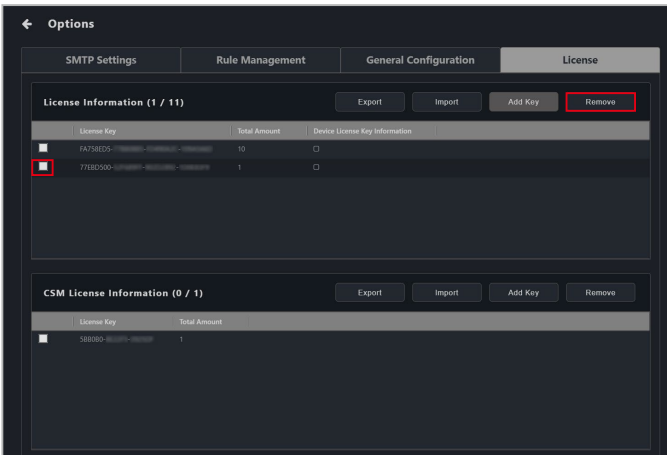 Options
SMTP Settings Rule Management General Configuration License
License Information (1 / 11) Export Import Add Key Remove
License Key Total Amount Device License Key Information
FA758ED5- 10
77EBD500- 1
CSM License Information (0 / 1) Export Import Add Key Remove
License Key Total Amount
5BB0B0- 1